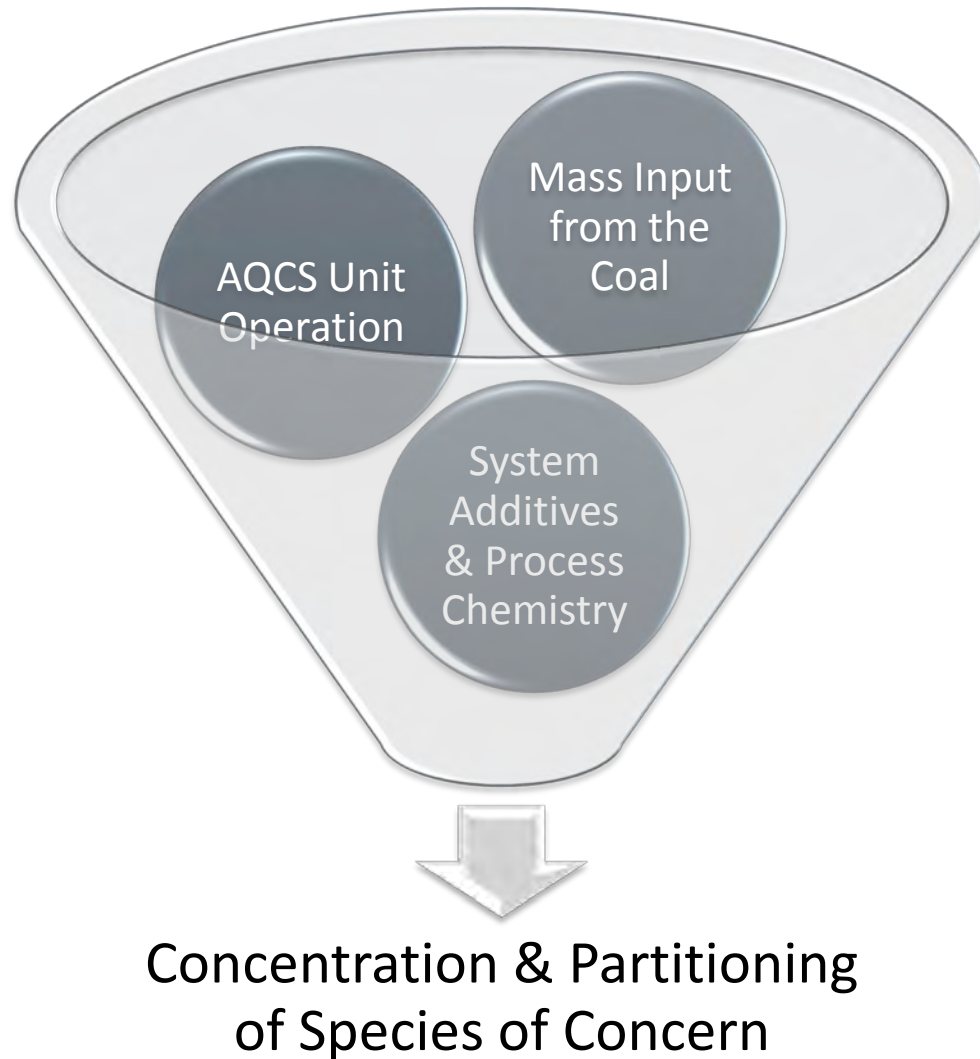 Mass Input
from the
Coal
AQCS Unit
Operation
System
Additives
& Process
Chemistry
Concentration & Partitioning
of Species of Concern